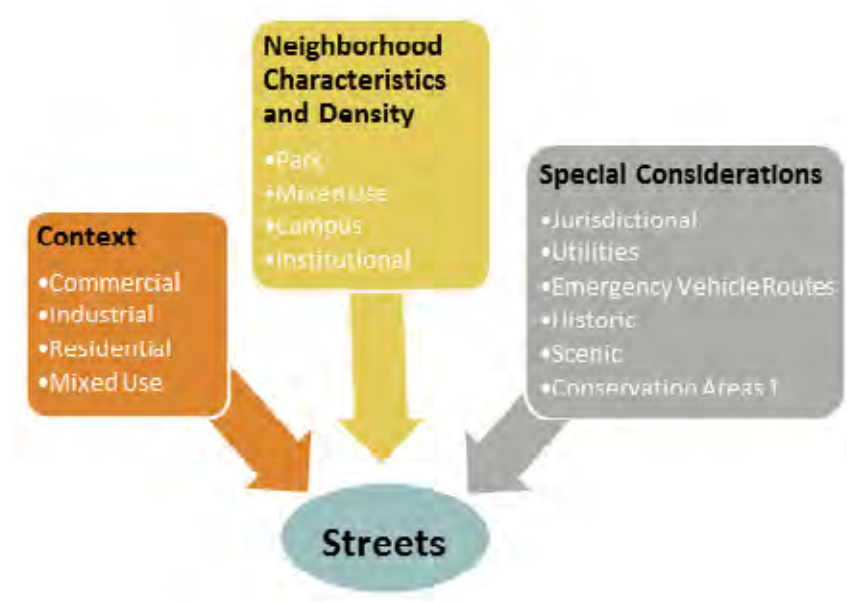 Neighborhood
Characteristics
and Density
•Park
•Mixed Use
•Campus
•Institutional
Special Considerations
•Jurisdictional
•Utilities
•Emergency Vehicle Routes
•Historic
•Scenic
•Conservation Areas 1
Context
•Commercial
•Industrial
•Residential
•Mixed Use
Streets